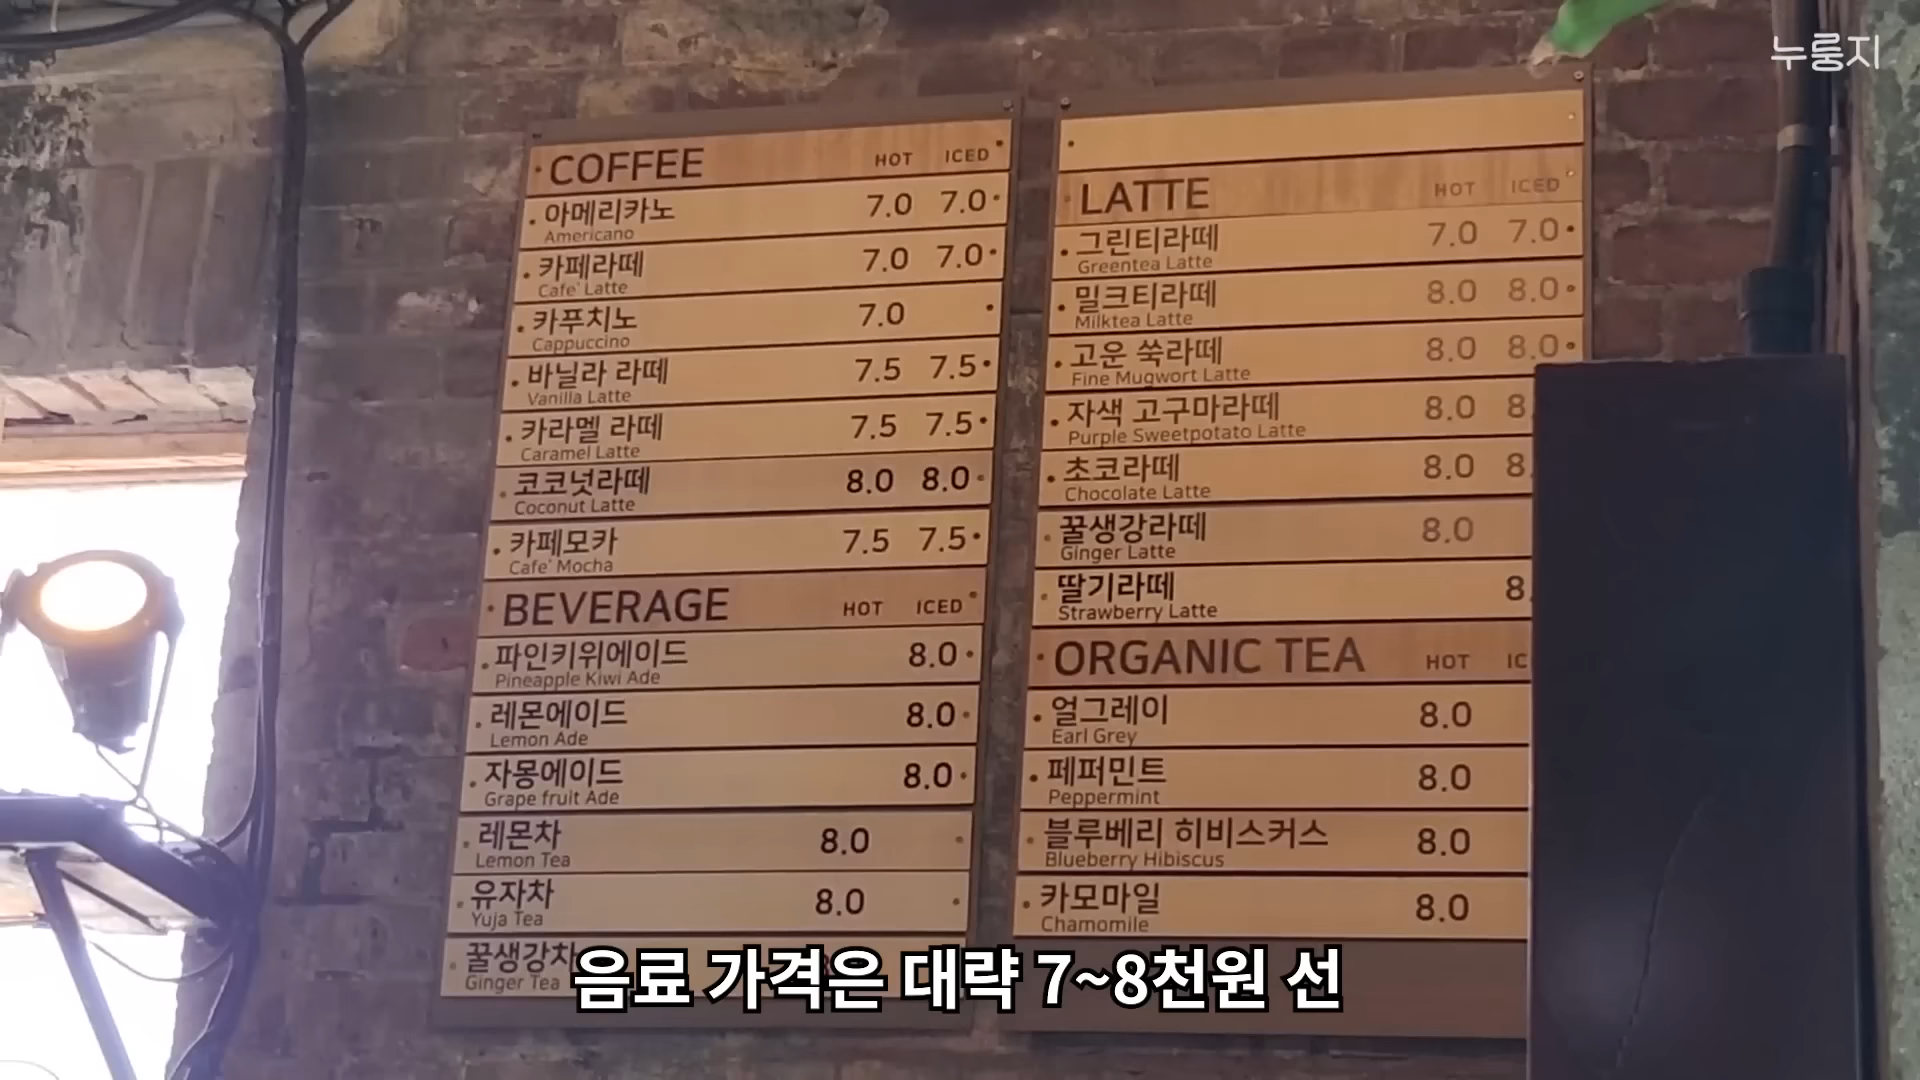 누룽지
COFFEE HOT ICED
아메리카노 7.0 7.0
Americano
카페라떼 7.0 7.0
Cafe' Latte
카푸치노 7.0
Cappuccino
바닐라 라떼 7.5 7.5
Vanilla Latte
카라멜 라떼 7.5 7.5
Caramel Latte
코코넛라떼 8.0 8.0
Coconut Latte
카페모카 7.5 7.5
Cafe' Mocha
BEVERAGE HOT ICED
파인키위에이드 8.0
Pineapple Kiwi Ade
레몬에이드 8.0
Lemon Ade
자몽에이드 8.0
Grape fruit Ade
레몬차 8.0
Lemon Tea
유자차 8.0
Yuja Tea
꿀생강차
Ginger Tea
LATTE HOT ICED
그린티라떼 7.0 7.0
Greentea Latte
밀크티라떼 8.0 8.0
Milktea Latte
고운 쑥라떼 8.0 8.0
Fine Mugwort Latte
자색 고구마라떼 8.0 8.
Purple Sweetpotato Latte
초코라떼 8.0 8.
Chocolate Latte
꿀생강라떼 8.0
Ginger Latte
딸기라떼 8.
Strawberry Latte
ORGANIC TEA HOT IC
얼그레이 8.0
Earl Grey
페퍼민트 8.0
Peppermint
블루베리 히비스커스 8.0
Blueberry Hibiscus
카모마일 8.0
Chamomile
음료 가격은 대략 7~8천원 선